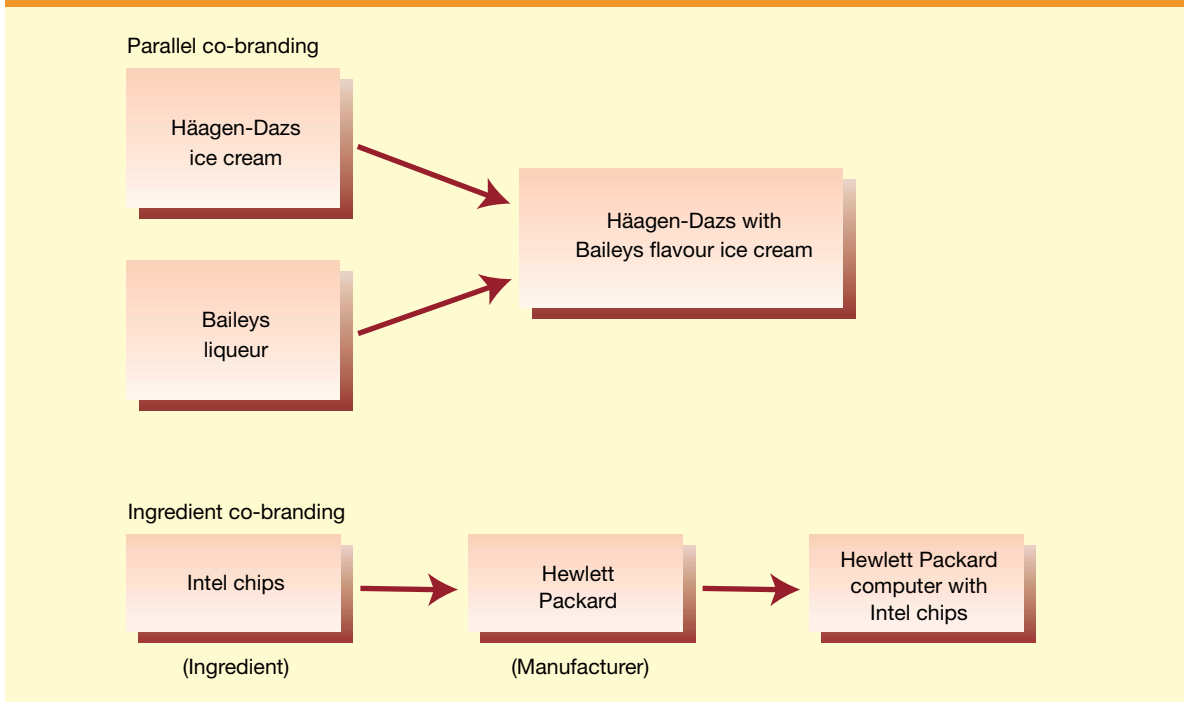 Parallel co-branding
Häagen-Dazs
ice cream
Häagen-Dazs with
Baileys flavour ice cream
Baileys
liqueur
Ingredient co-branding
Intel chips
Hewlett
Packard
Hewlett Packard
computer with
Intel chips
(Ingredient)
(Manufacturer)